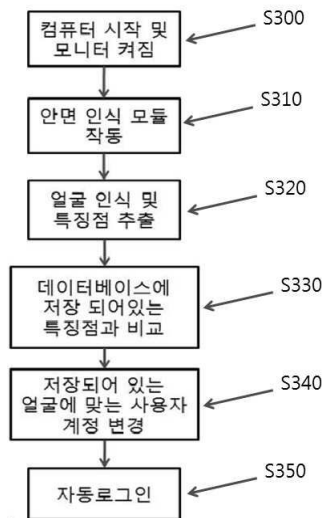 컴퓨터 시작 및
모니터 켜짐
S300
안면 인식 모듈
작동
S310
얼굴 인식 및
특징점 추출
S320
데이터베이스에
저장 되어있는
특징점과 비교
S330
저장되어 있는
얼굴에 맞는 사용자
계정 변경
S340
자동로그인
S350